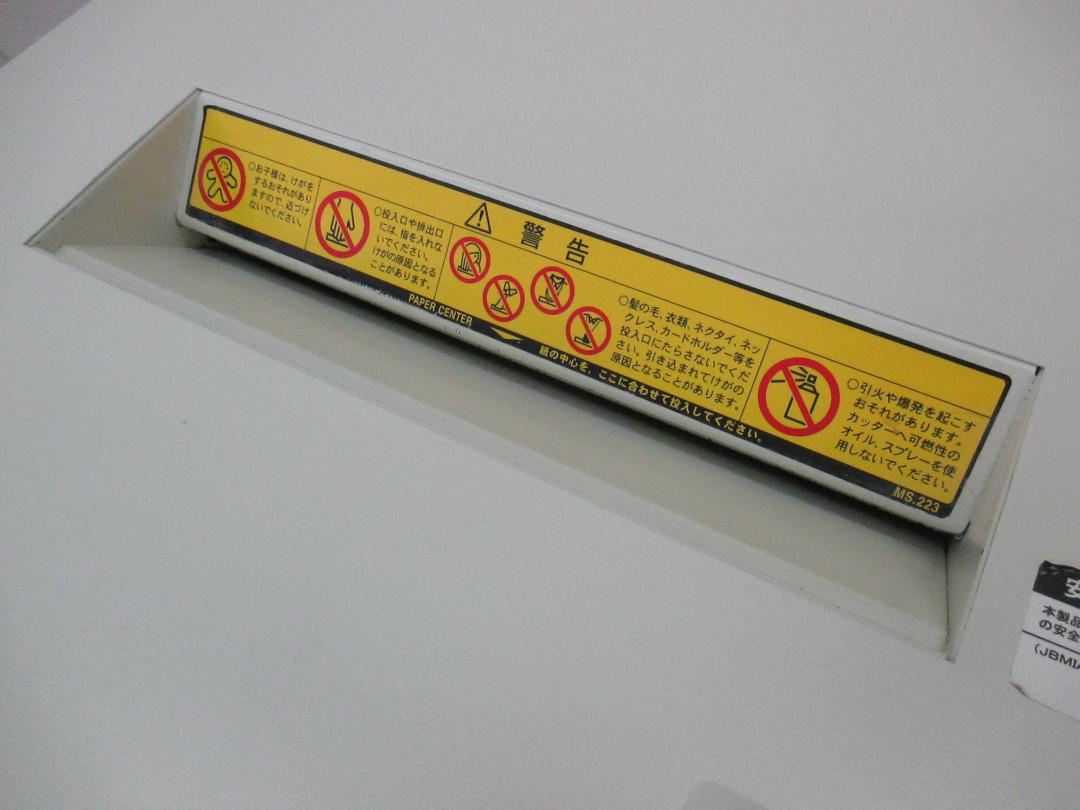 警告
○お子様は、けがを
するおそれがあり
ますので、近づけ
ないでください。
○投入口や排出口
には、指を入れな
いでください。
けがの原因となる
ことがあります。
○髪の毛、衣類、ネクタイ、ネッ
クレス、カードホルダー等を
投入口にたらさないでくだ
さい。引き込まれてけがの
原因となることがあります。
○引火や爆発を起こす
おそれがあります。
カッターへ可燃性の
オイル、スプレーを使
用しないでください。
PAPER CENTER
紙の中心を、ここに合わせて投入してください。
MS.223
本製品
の安全
(JBMIA